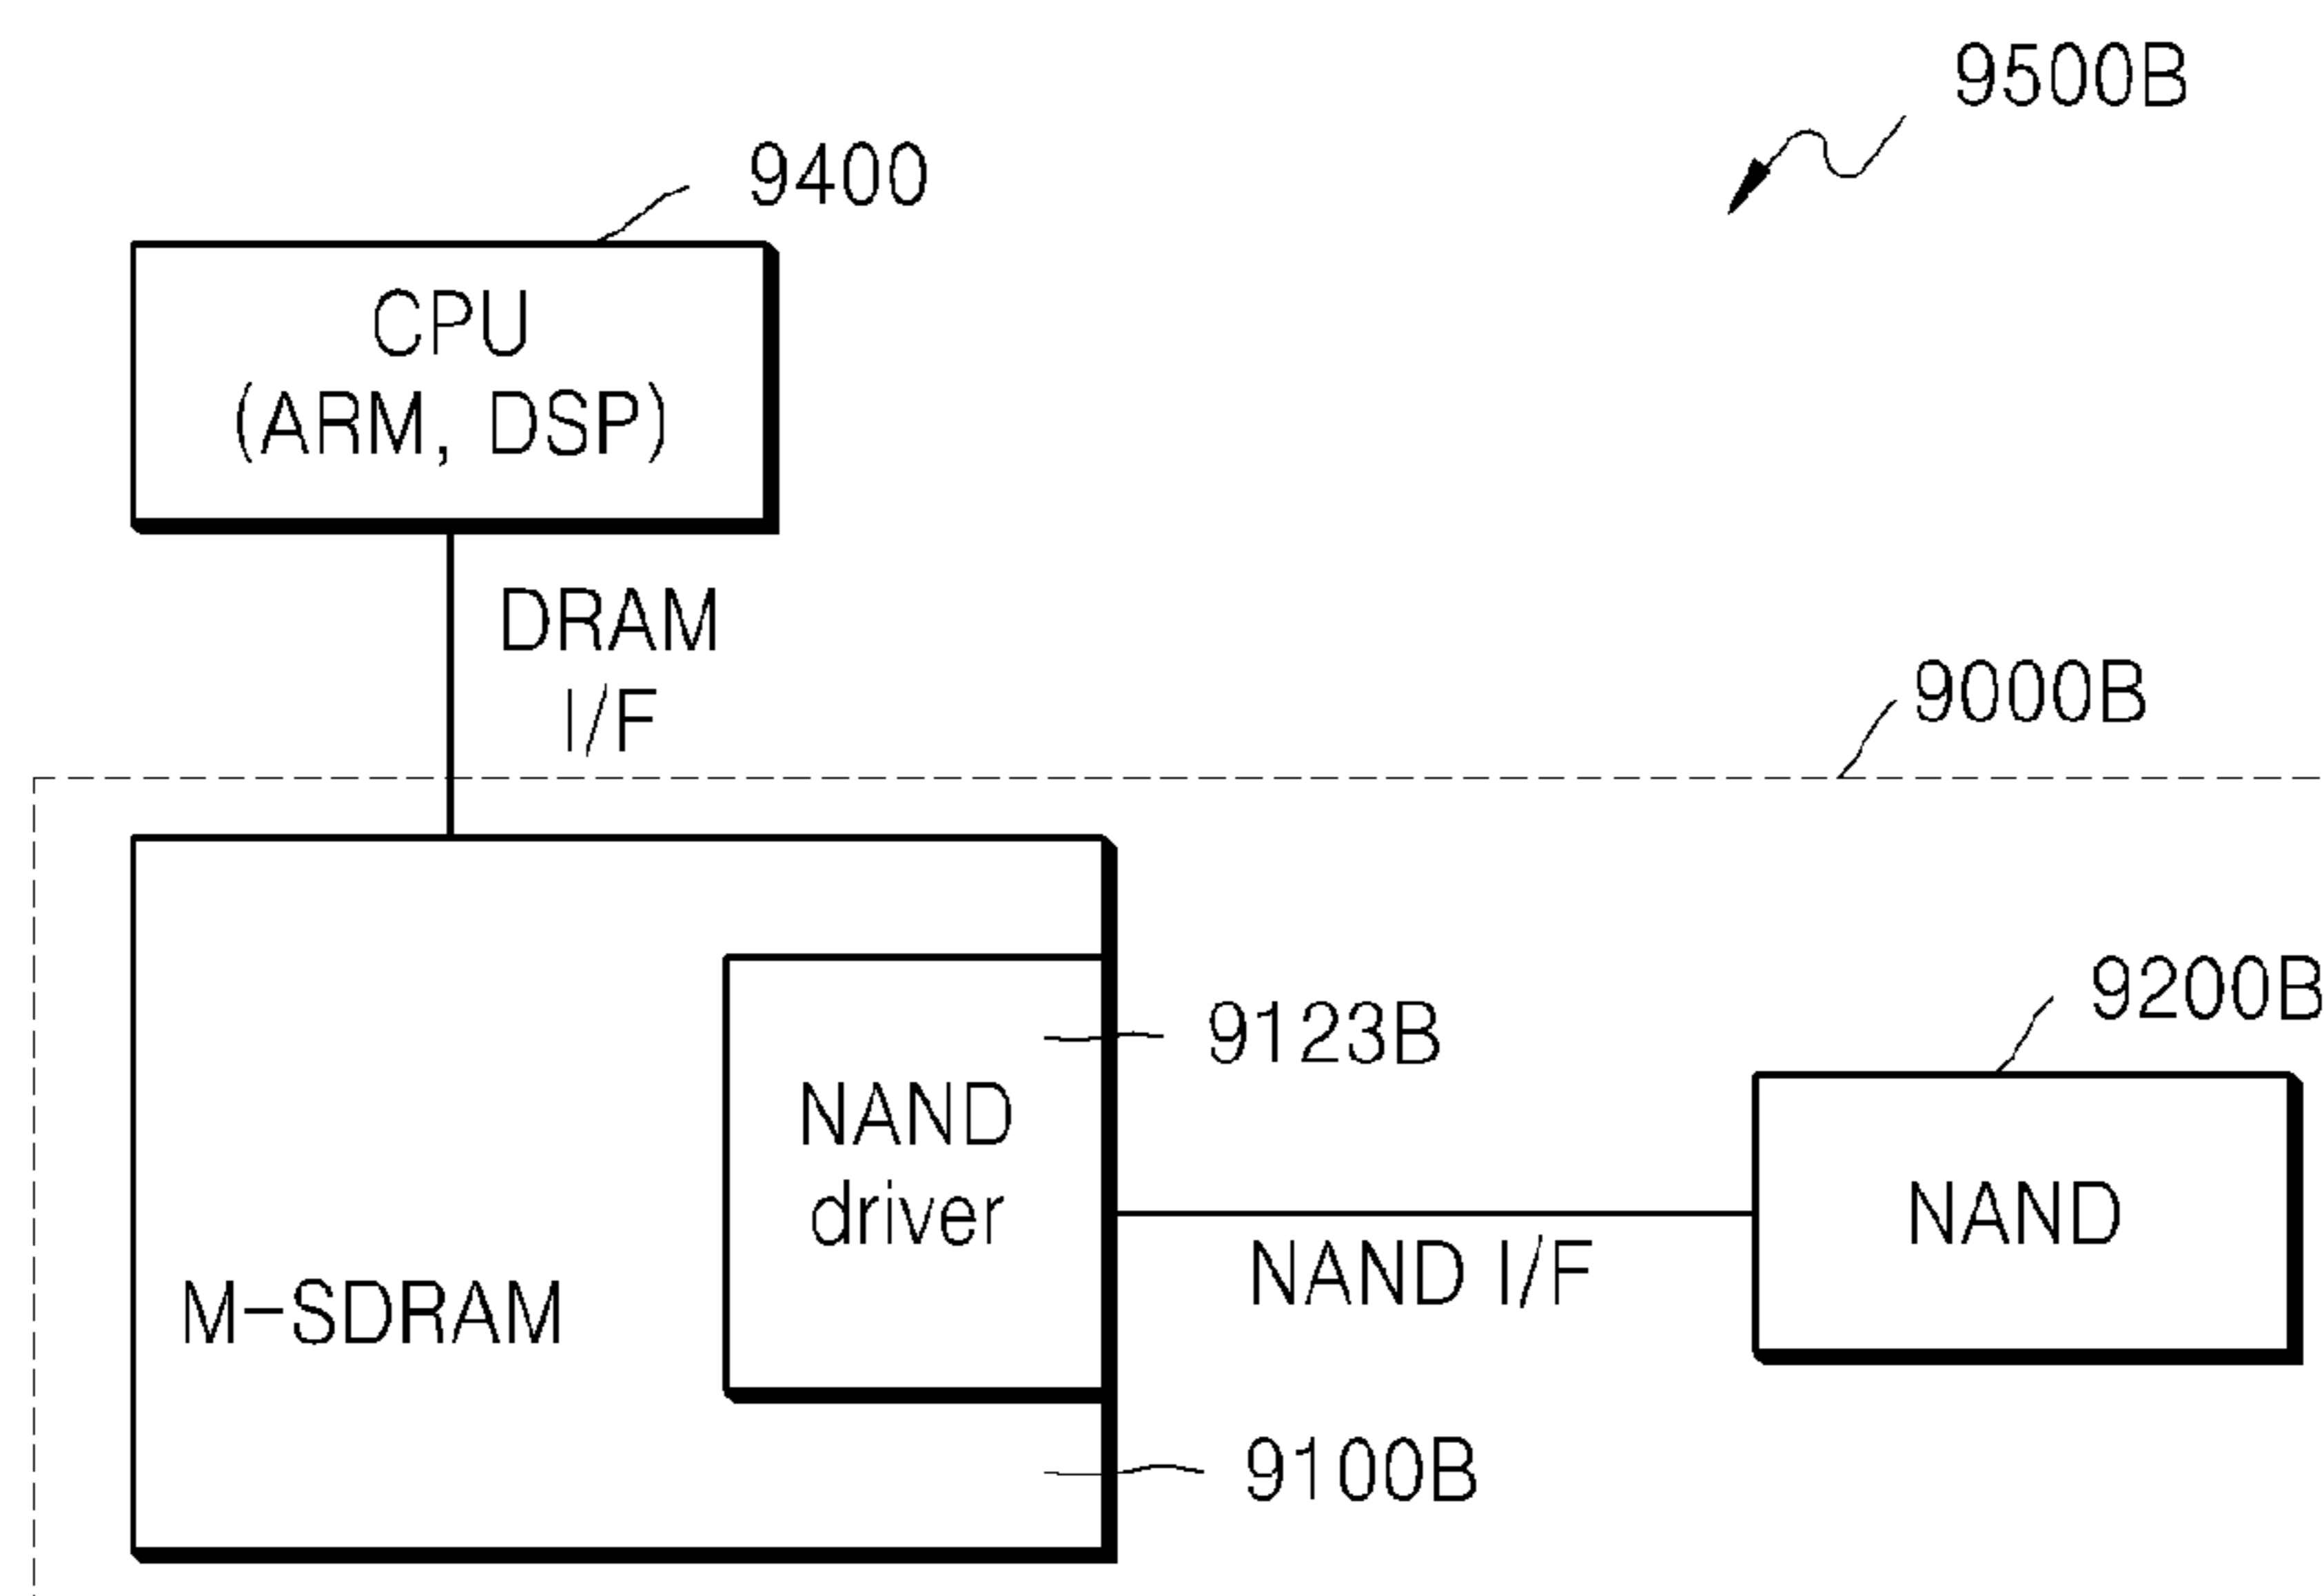 9500B
9400
CPU
(ARM, DSP)
DRAM
I/F
9000B
9200B
9123B
NAND
driver
NAND
NAND I/F
M-SDRAM
9100B